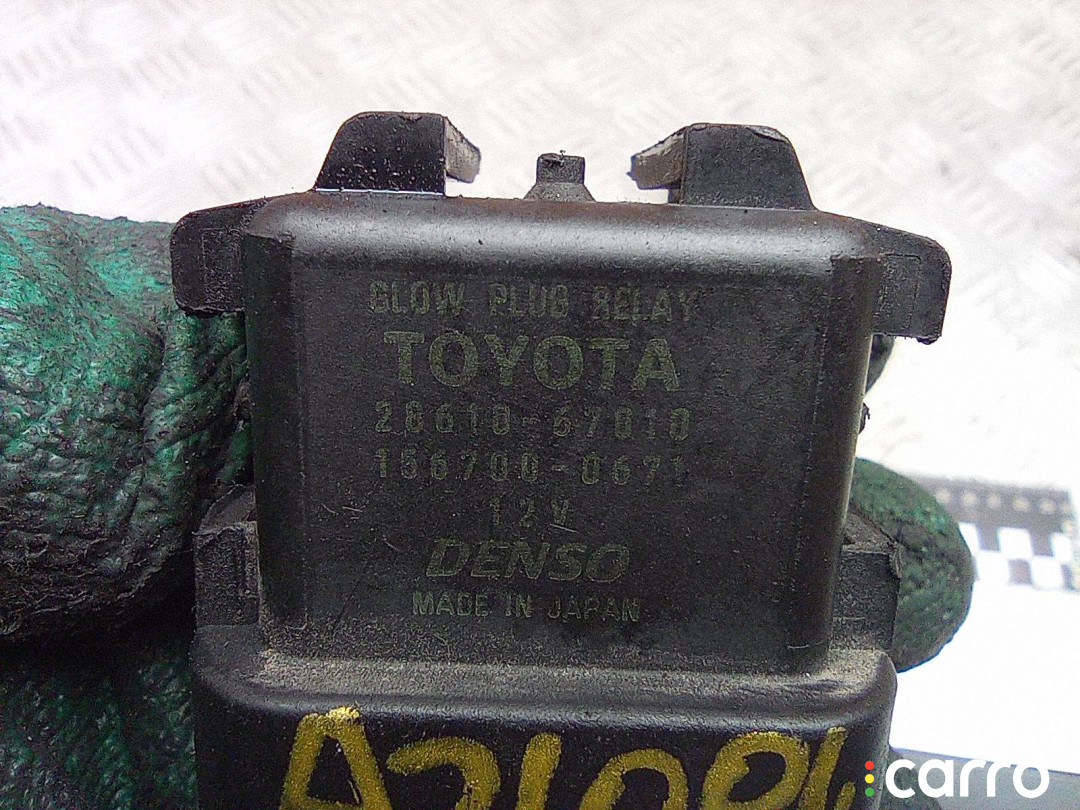 GLOW PLUG RELAY
TOYOTA
28610-67010
156700-0671
12V
DENSO
MADE IN JAPAN
carro